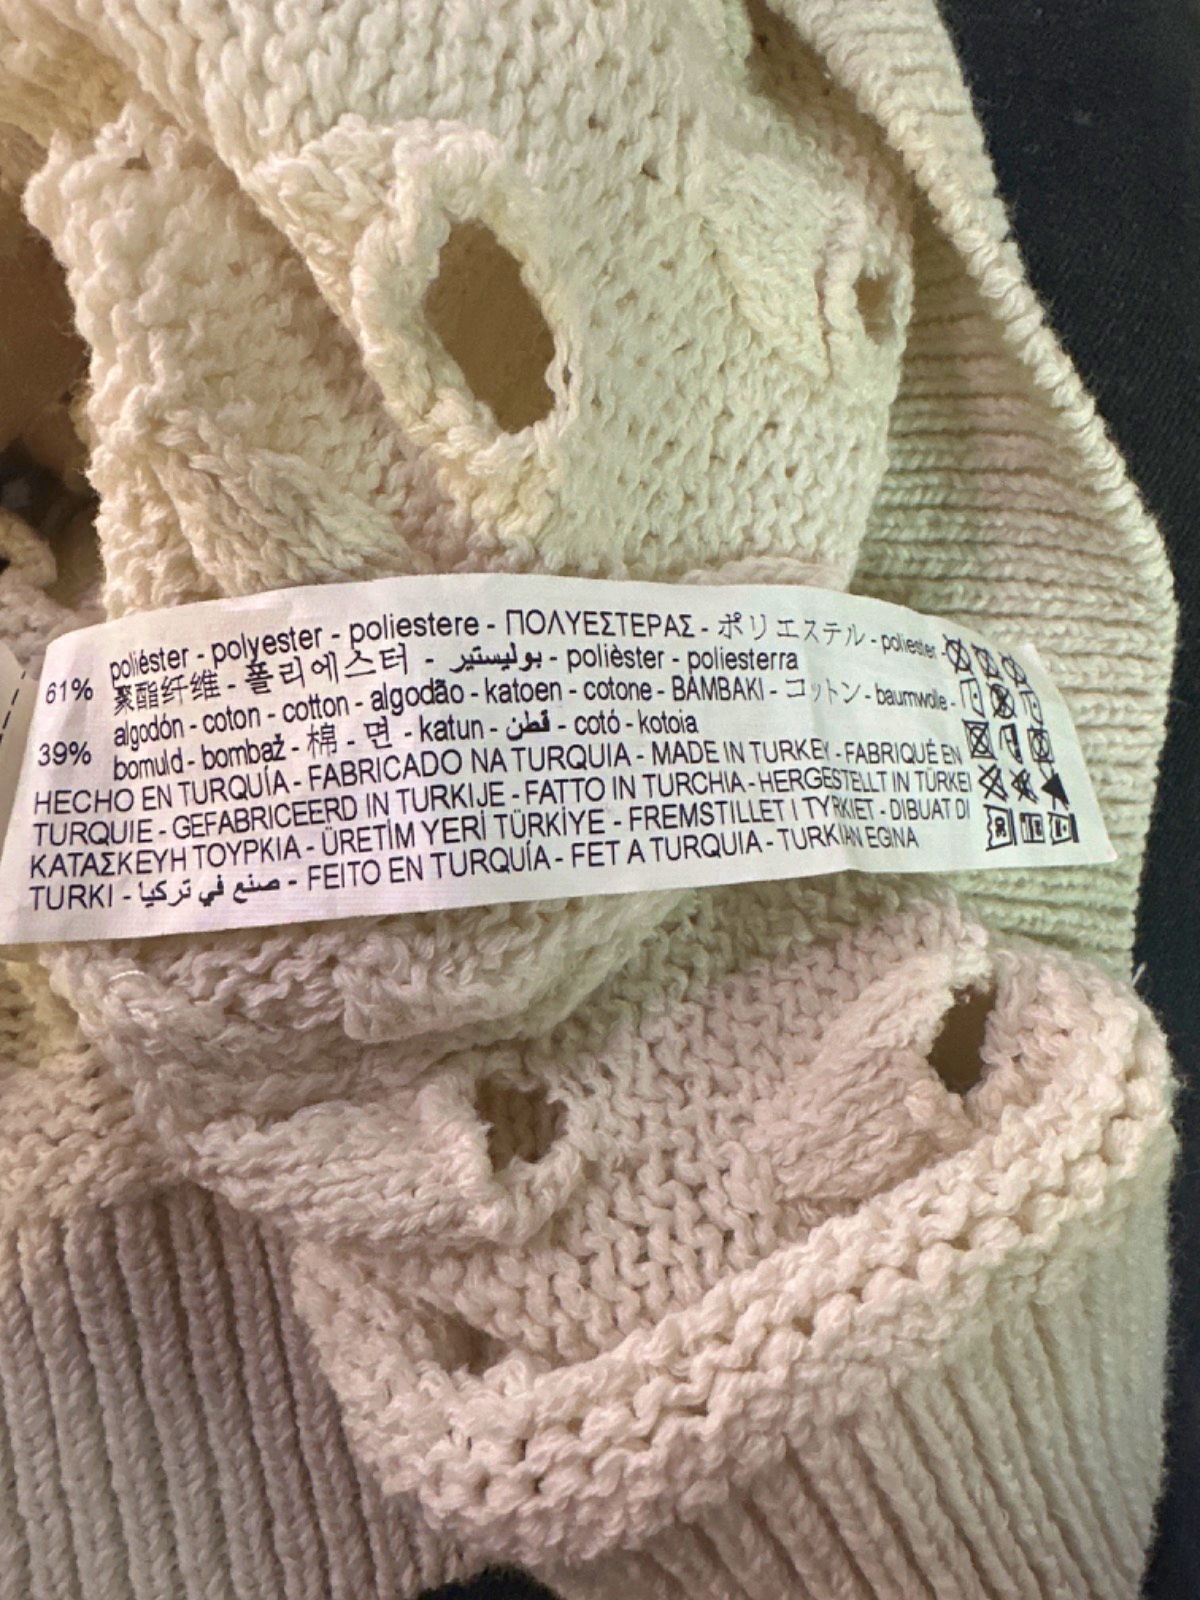 61% poliéster - polyester - poliestere - ΠΟΛΥΕΣΤΕΡΑΣ - ポリエステル - poliester
聚酯纤维 - 폴리에스터 - بوليستير - polièster - poliesterra
39% algodón - coton - cotton - algodão - katoen - cotone - BAMBAKI - コットン - baumwolle -
bomuld - bombaž - 棉 - 면 - katun - قطن - cotó - kotoia
HECHO EN TURQUÍA - FABRICADO NA TURQUIA - MADE IN TURKEY - FABRIQUÉ EN
TURQUIE - GEFABRICEERD IN TURKIJE - FATTO IN TURCHIA - HERGESTELLT IN TÜRKEI
ΚΑΤΑΣΚΕΥΗ ΤΟΥΡΚΙΑ - ÜRETİM YERİ TÜRKİYE - FREMSTILLET I TYRKIET - DIBUAT DI
TURKI - صنع في تركيا - FEITO EN TURQUÍA - FET A TURQUIA - TURKIAN EGINA